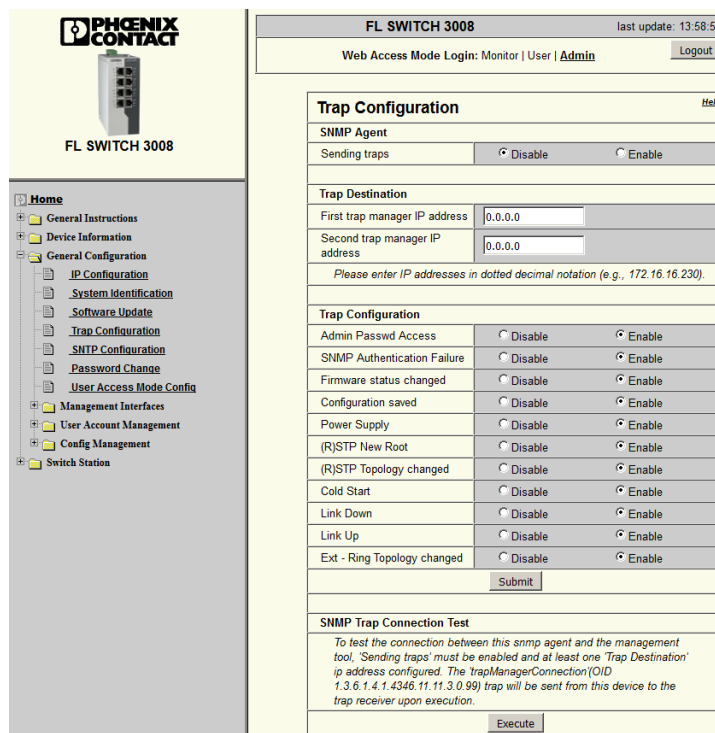 PHŒNIX
CONTACT
FL SWITCH 3008
Home
General Instructions
Device Information
General Configuration
IP Configuration
System Identification
Software Update
Trap Configuration
SNTP Configuration
Password Change
User Access Mode Config
Management Interfaces
User Account Management
Config Management
Switch Station
FL SWITCH 3008 last update: 13:58:5
Web Access Mode Login: Monitor | User | Admin Logout
Trap Configuration Hel
SNMP Agent
Sending traps Disable Enable
Trap Destination
First trap manager IP address 0.0.0.0
Second trap manager IP
address 0.0.0.0
Please enter IP addresses in dotted decimal notation (e.g., 172.16.16.230).
Trap Configuration
Admin Passwd Access Disable Enable
SNMP Authentication Failure Disable Enable
Firmware status changed Disable Enable
Configuration saved Disable Enable
Power Supply Disable Enable
(R)STP New Root Disable Enable
(R)STP Topology changed Disable Enable
Cold Start Disable Enable
Link Down Disable Enable
Link Up Disable Enable
Ext - Ring Topology changed Disable Enable
Submit
SNMP Trap Connection Test
To test the connection between this snmp agent and the management
tool, 'Sending traps' must be enabled and at least one 'Trap Destination'
ip address configured. The 'trapManagerConnection'(OID
1.3.6.1.4.1.4346.11.11.3.0.99) trap will be sent from this device to the
trap receiver upon execution.
Execute